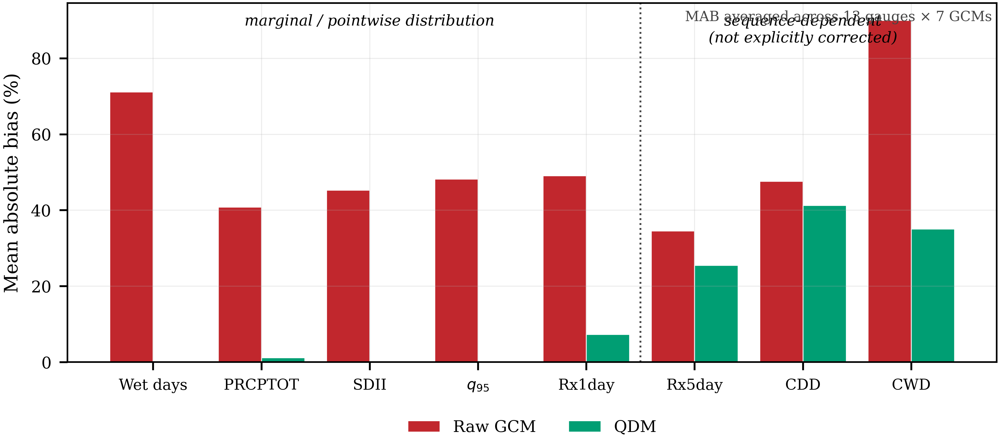 marginal / pointwise distribution
MAB averaged across 13 gauges × 7 GCMs
sequence-dependent
(not explicitly corrected)
Mean absolute bias (%)
80
60
40
20
0
Wet days
PRCPTOT
SDII
q₉₅
Rx1day
Rx5day
CDD
CWD
Raw GCM
QDM